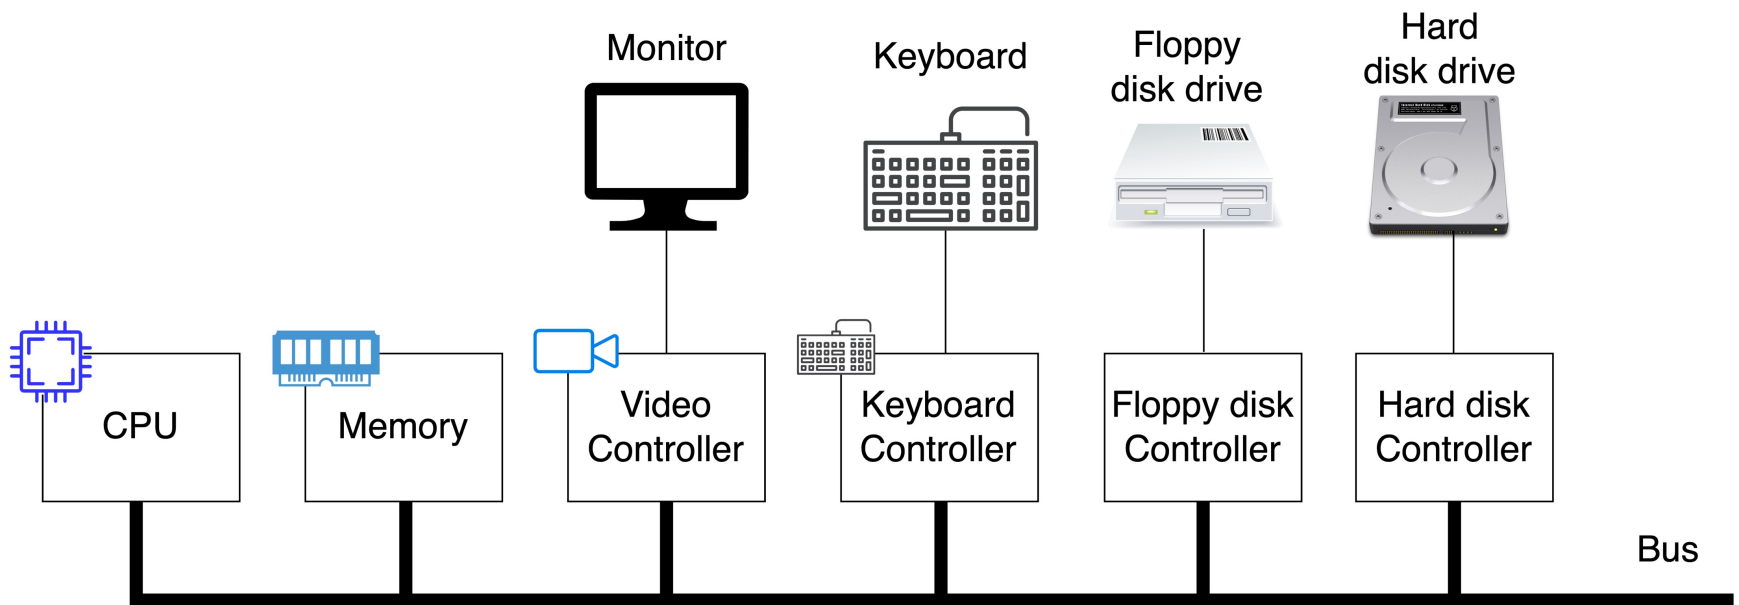 Monitor
Keyboard
Floppy
disk drive
Hard
disk drive
CPU
Memory
Video
Controller
Keyboard
Controller
Floppy disk
Controller
Hard disk
Controller
Bus